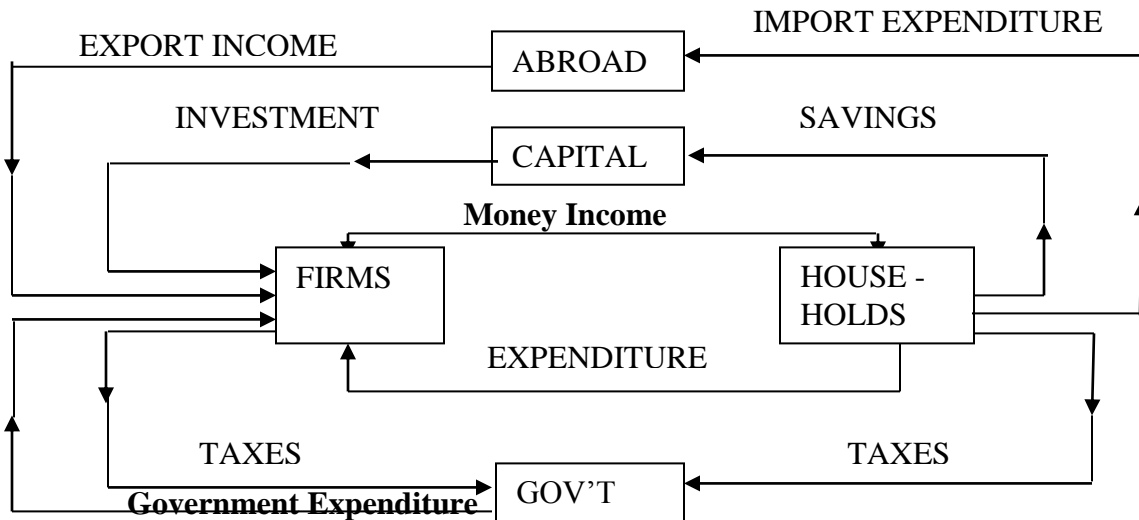 IMPORT EXPENDITURE
EXPORT INCOME
ABROAD
INVESTMENT
SAVINGS
CAPITAL
Money Income
FIRMS
HOUSE -
HOLDS
EXPENDITURE
TAXES
TAXES
GOV’T
Government Expenditure